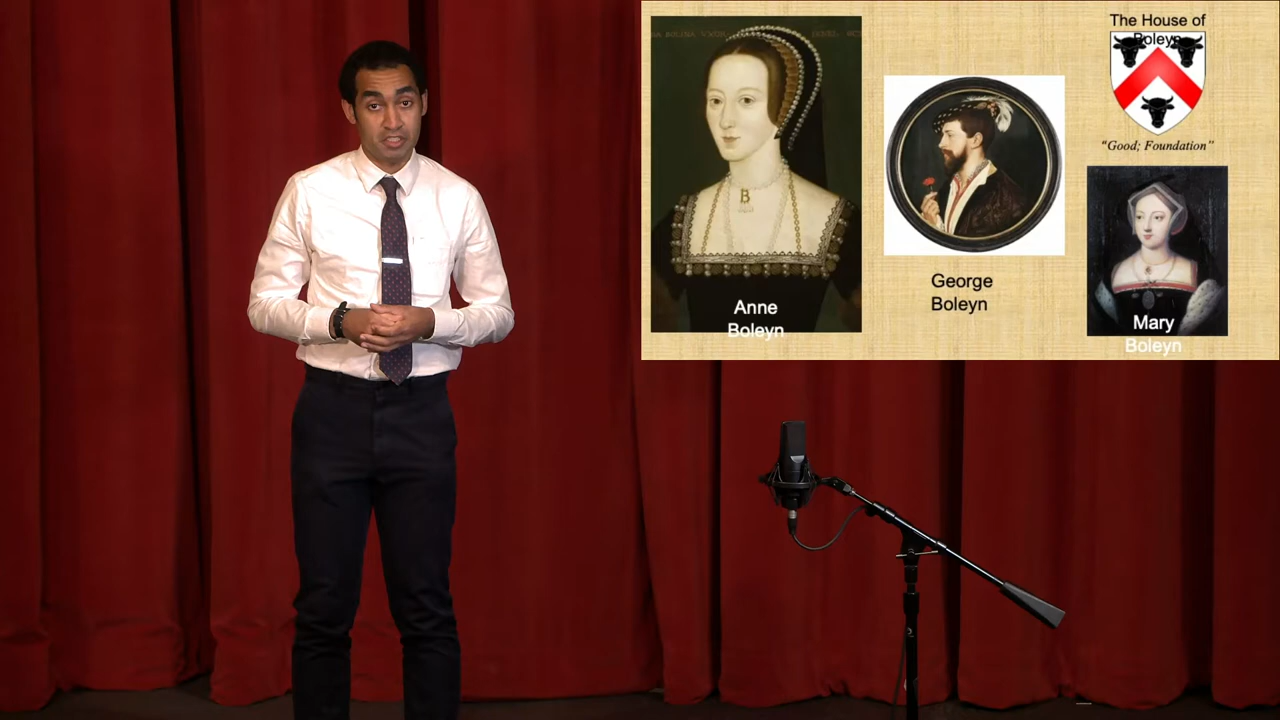 The House of
Boleyn
"Good; Foundation"
Anne
Boleyn
George
Boleyn
Mary
Boleyn